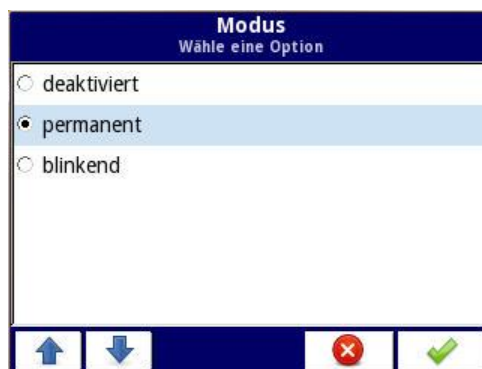 Modus
Wähle eine Option
deaktiviert
permanent
blinkend